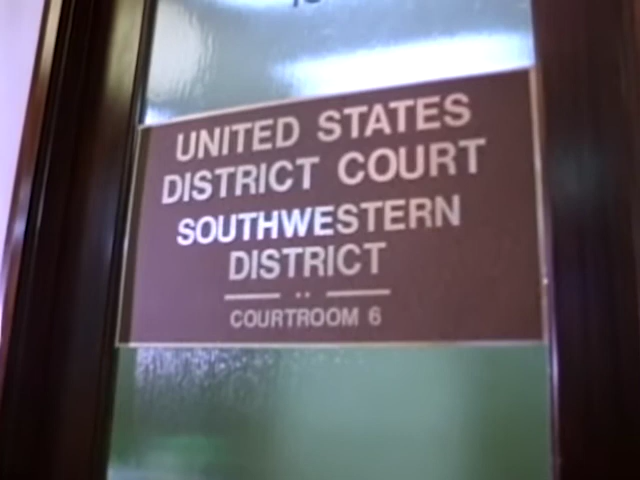 UNITED STATES
DISTRICT COURT
SOUTHWESTERN
DISTRICT
COURTROOM 6